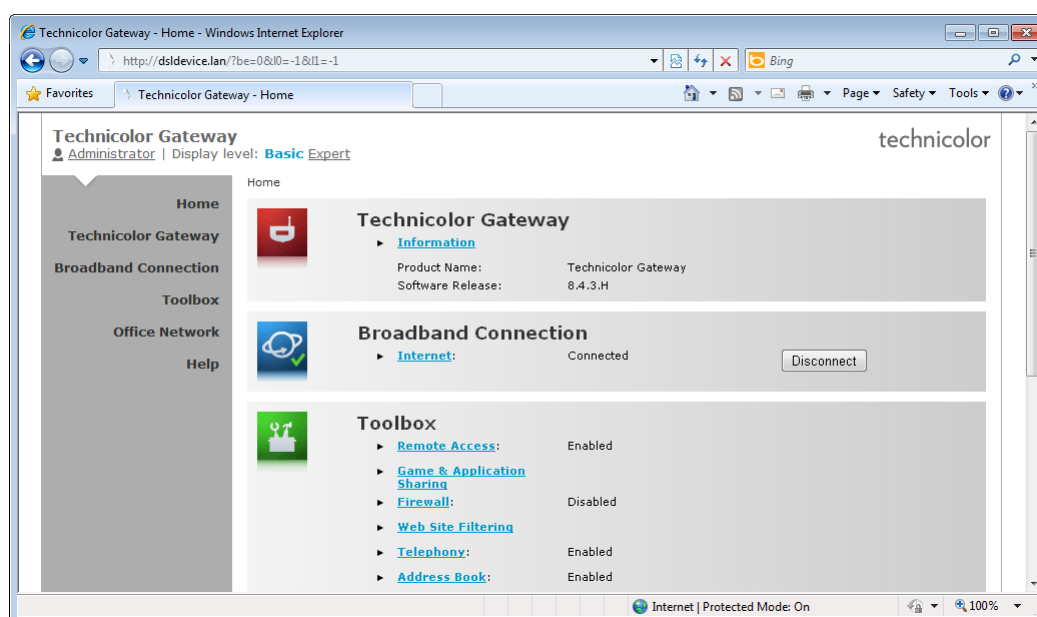 Technicolor Gateway - Home - Windows Internet Explorer
http://dsldevice.lan/?be=0&l0=-1&l1=-1
Bing
Favorites
Technicolor Gateway - Home
Page
Safety
Tools
Technicolor Gateway
technicolor
Administrator | Display level: Basic Expert
Home
Home
Technicolor Gateway
Broadband Connection
Toolbox
Office Network
Help
Technicolor Gateway
Information
Product Name: Technicolor Gateway
Software Release: 8.4.3.H
Broadband Connection
Internet: Connected Disconnect
Toolbox
Remote Access: Enabled
Game & Application
Sharing
Firewall: Disabled
Web Site Filtering
Telephony: Enabled
Address Book: Enabled
Internet | Protected Mode: On 100%